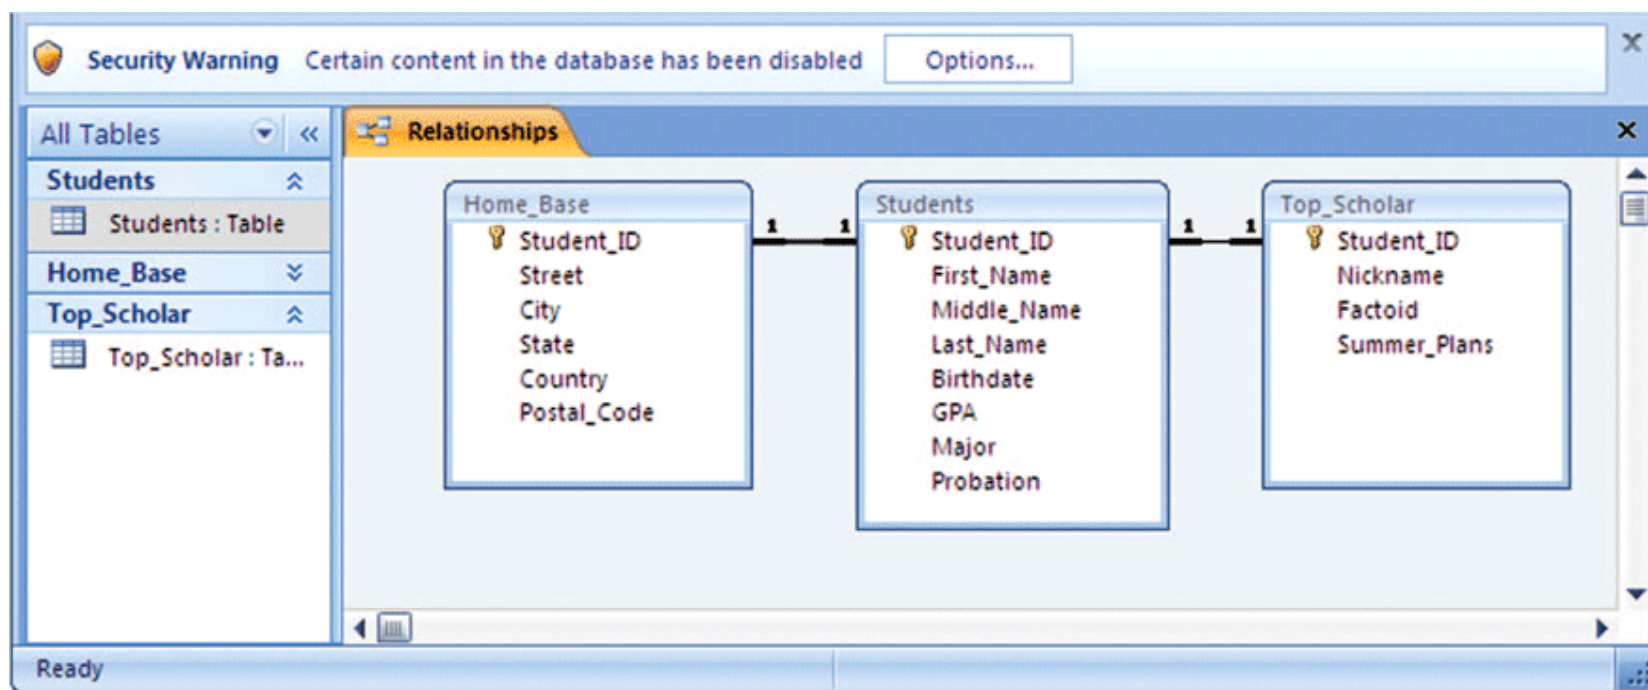 Security Warning Certain content in the database has been disabled Options...
All Tables
Students
Students : Table
Home_Base
Top_Scholar
Top_Scholar : Ta...
Relationships
Home_Base
Student_ID
Street
City
State
Country
Postal_Code
1 1
Students
Student_ID
First_Name
Middle_Name
Last_Name
Birthdate
GPA
Major
Probation
1 1
Top_Scholar
Student_ID
Nickname
Factoid
Summer_Plans
Ready